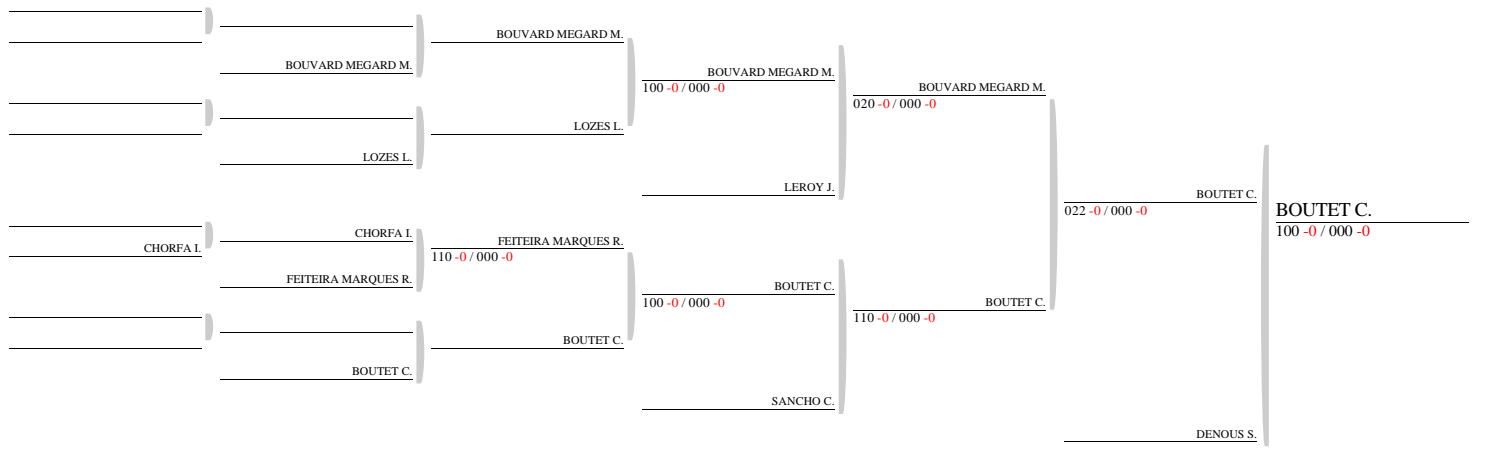 BOUVARD MEGARD M.
BOUVARD MEGARD M.
BOUVARD MEGARD M.
100 -0 / 000 -0
BOUVARD MEGARD M.
020 -0 / 000 -0
LOZES L.
LOZES L.
LEROY J.
BOUTET C.
022 -0 / 000 -0
BOUTET C.
100 -0 / 000 -0
CHORFA I.
CHORFA I.
FEITEIRA MARQUES R.
110 -0 / 000 -0
FEITEIRA MARQUES R.
BOUTET C.
100 -0 / 000 -0
BOUTET C.
110 -0 / 000 -0
BOUTET C.
BOUTET C.
SANCHO C.
DENOUS S.